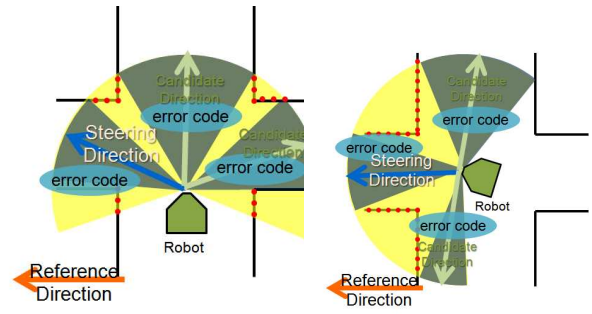 Candidate
Direction
error code
Steering
Direction
Candidate
Direction
error code
error code
Robot
Reference
Direction
Candidate
Direction
error code
error code
Steering
Direction
Robot
error code
Candidate
Direction
Reference
Direction